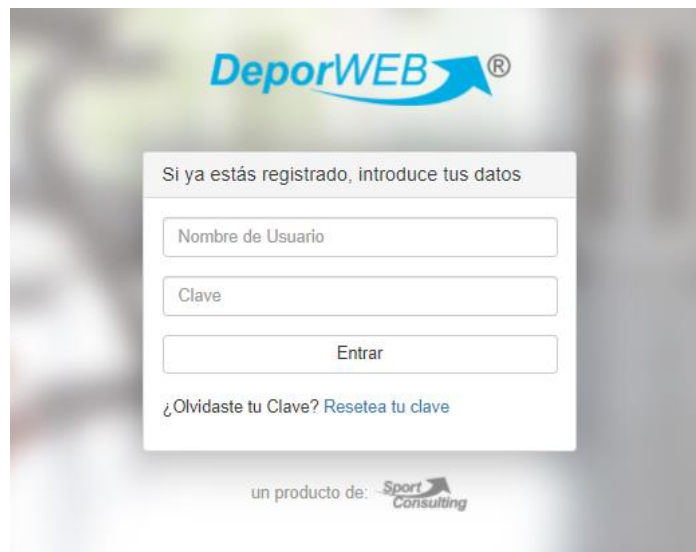 DeporWEB®
Si ya estás registrado, introduce tus datos
Nombre de Usuario
Clave
Entrar
¿Olvidaste tu Clave? Resetea tu clave
un producto de: Sport Consulting